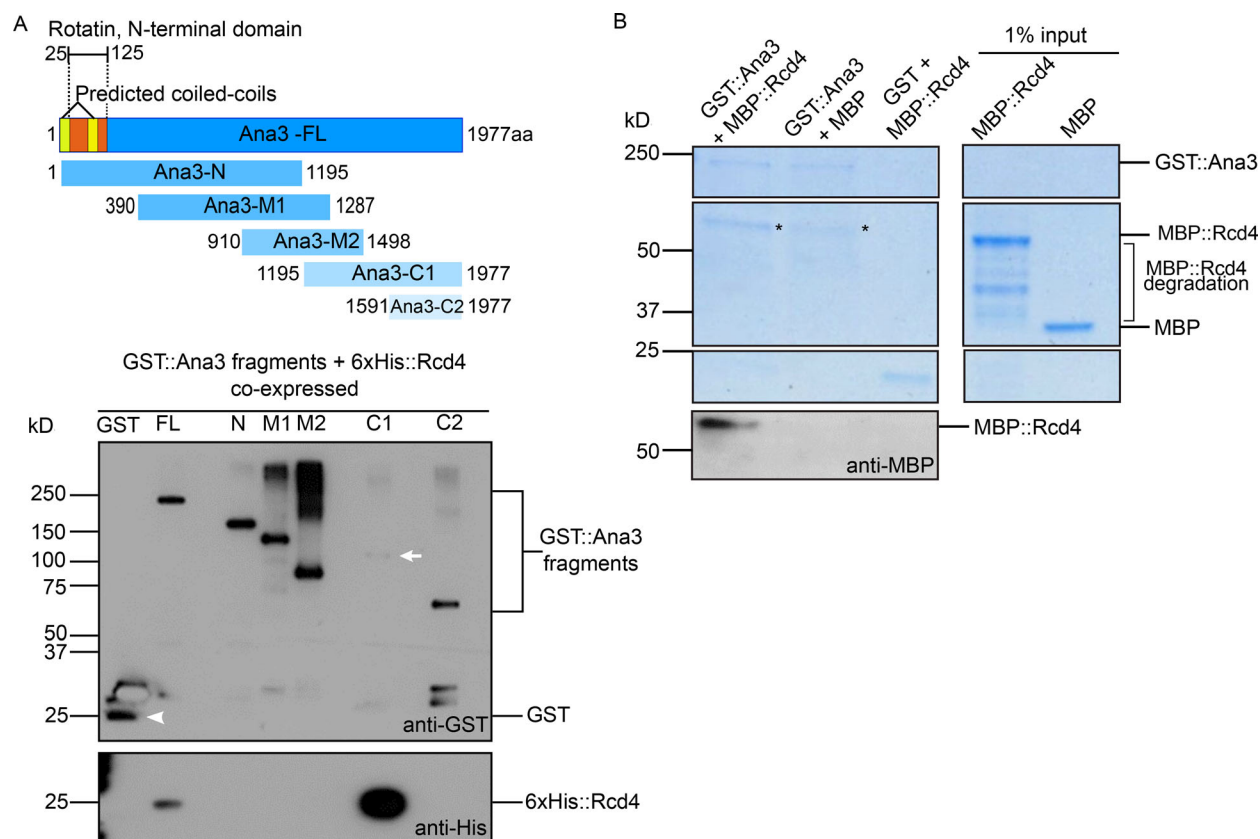 A
Rotatin, N-terminal domain
25
125
Predicted coiled-coils
1
Ana3 -FL
1977aa
1
Ana3-N
1195
390
Ana3-M1
1287
910
Ana3-M2
1498
1195
Ana3-C1
1977
1591
Ana3-C2
1977
GST::Ana3 fragments + 6xHis::Rcd4
co-expressed
kD
GST
FL
N
M1
M2
C1
C2
250
150
100
75
50
37
25
GST::Ana3
fragments
anti-GST
GST
25
6xHis::Rcd4
anti-His
B
GST::Ana3
+ MBP::Rcd4
GST::Ana3
+ MBP
GST +
MBP::Rcd4
1% input
MBP::Rcd4
MBP
kD
250
GST::Ana3
*
*
50
37
MBP::Rcd4
MBP::Rcd4
degradation
MBP
25
MBP::Rcd4
50
anti-MBP